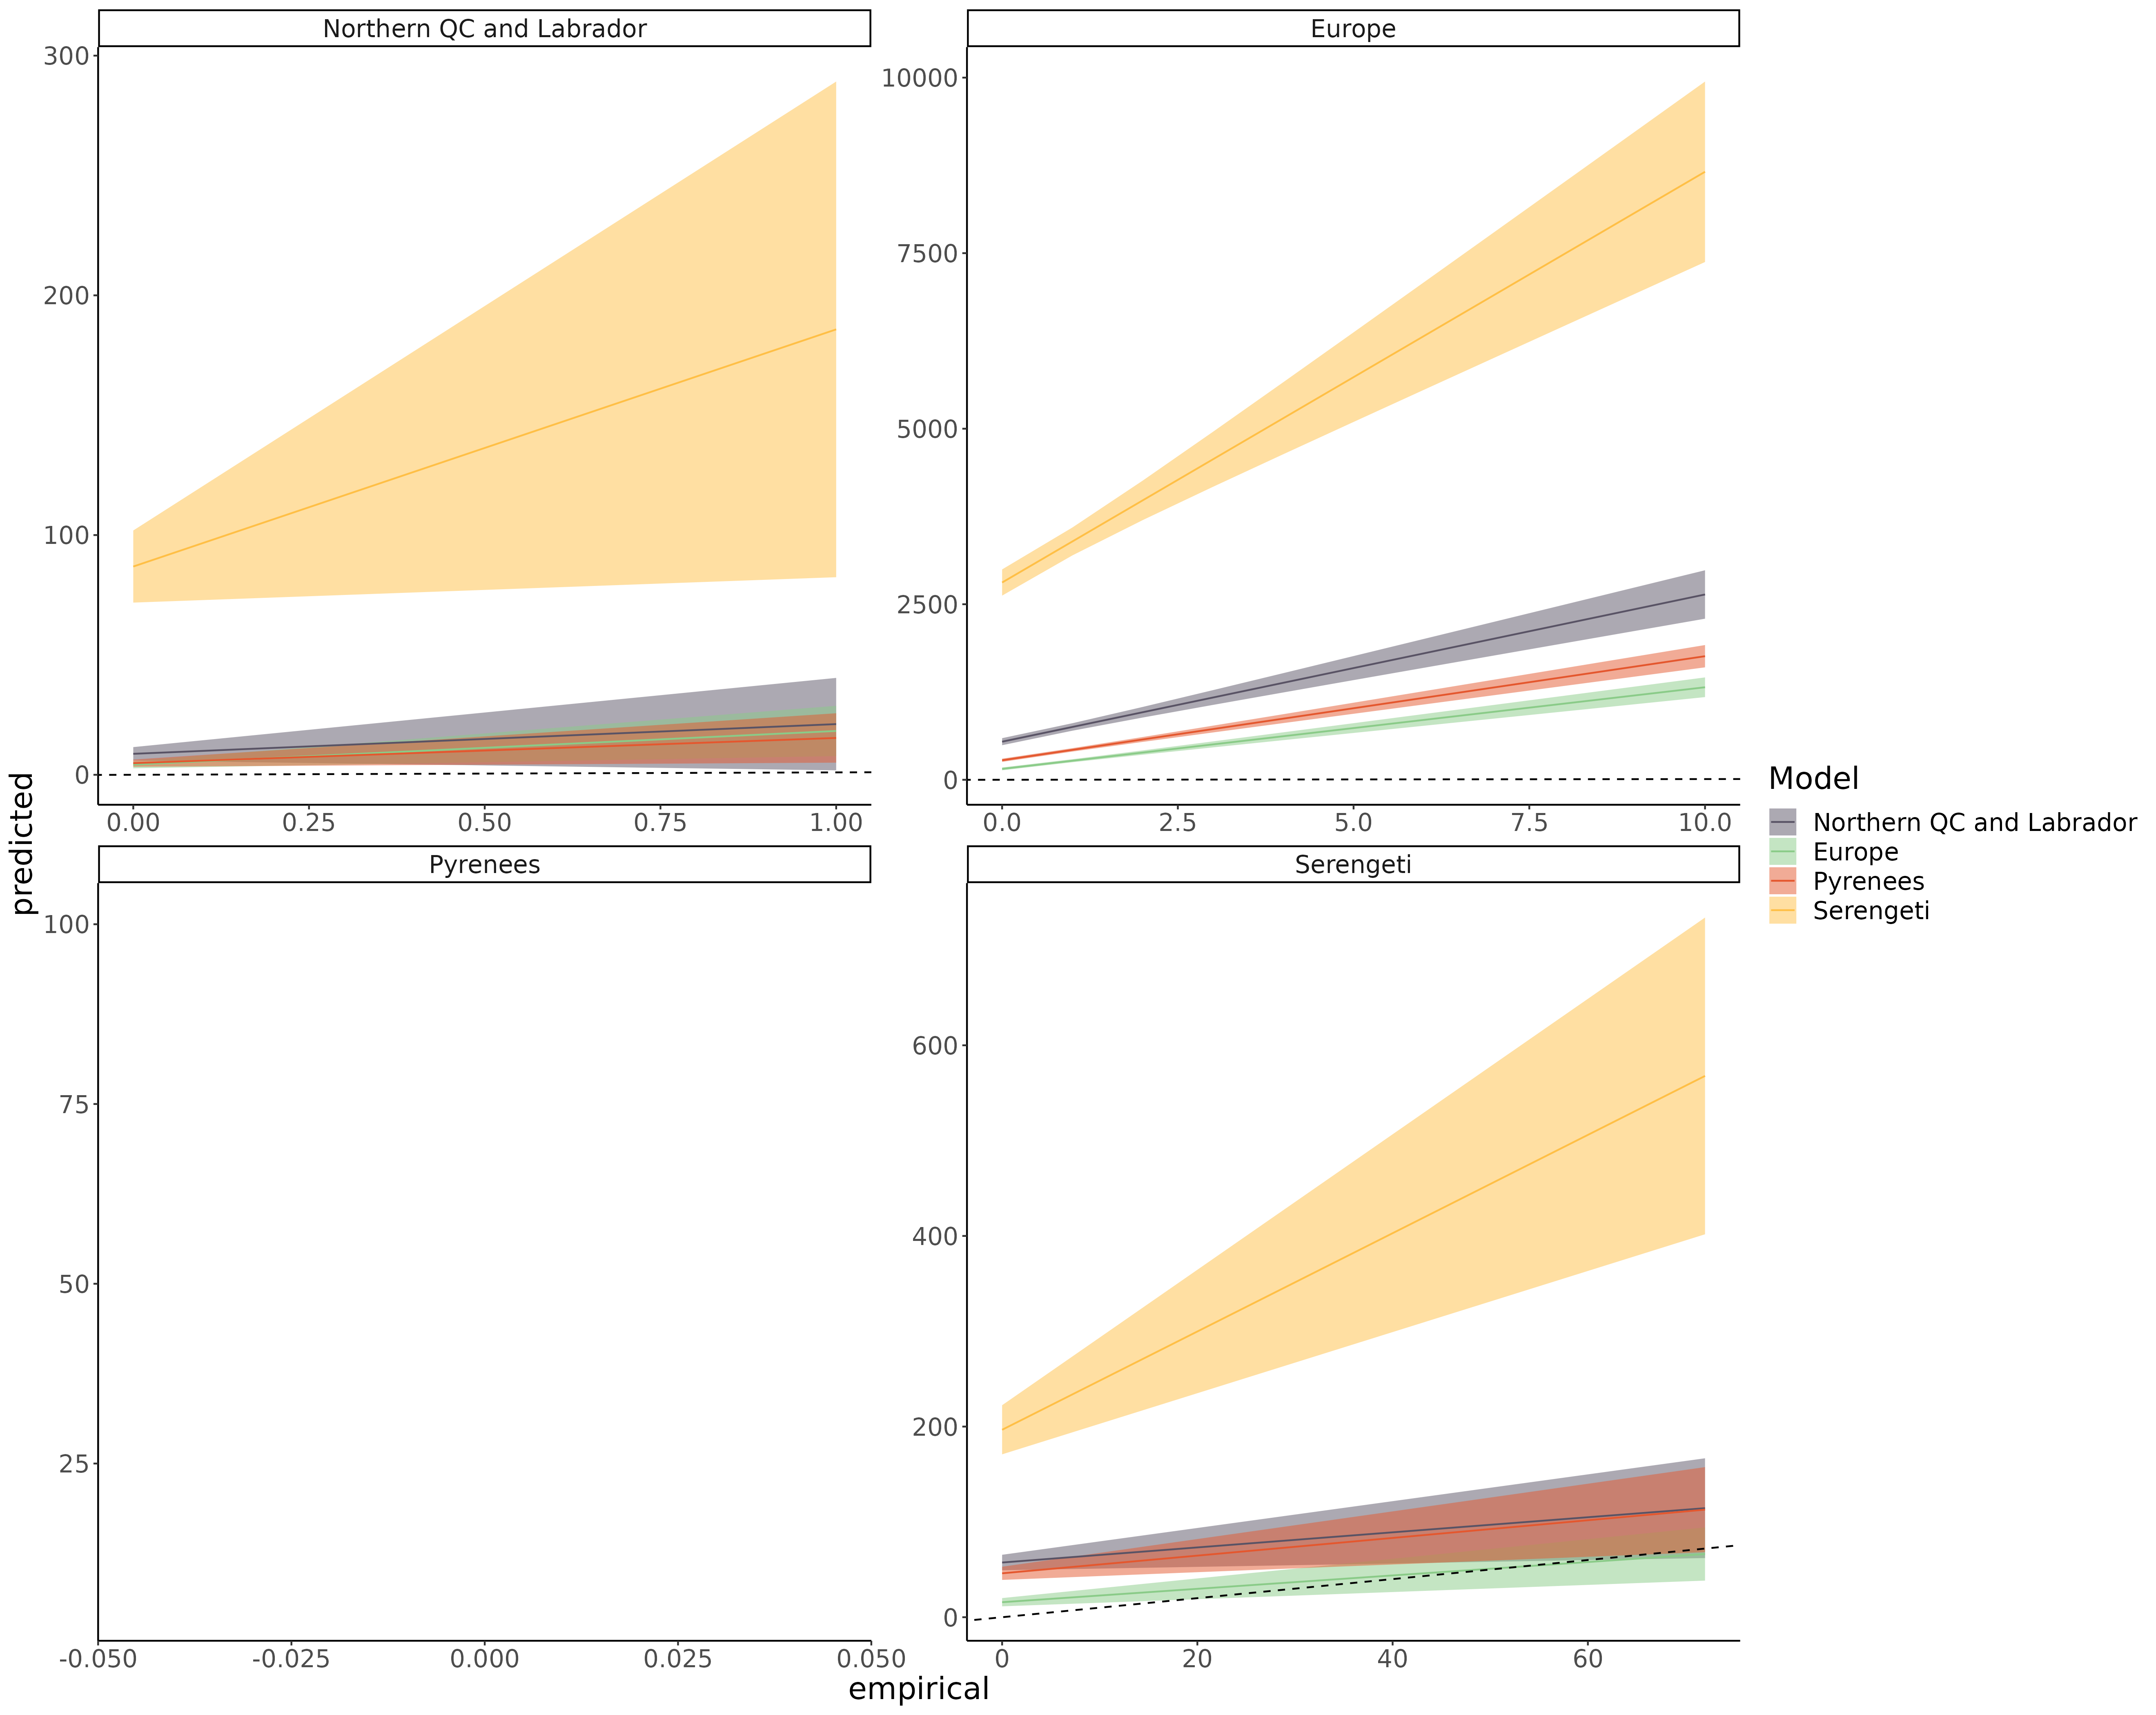 Northern QC and Labrador
Europe
300
200
100
0
0.00 0.25 0.50 0.75 1.00
10000
7500
5000
2500
0
0.0 2.5 5.0 7.5 10.0
Pyrenees
Serengeti
100
75
50
25
-0.050 -0.025 0.000 0.025 0.050
600
400
200
0
0 20 40 60
predicted
empirical
Model
Northern QC and Labrador
Europe
Pyrenees
Serengeti